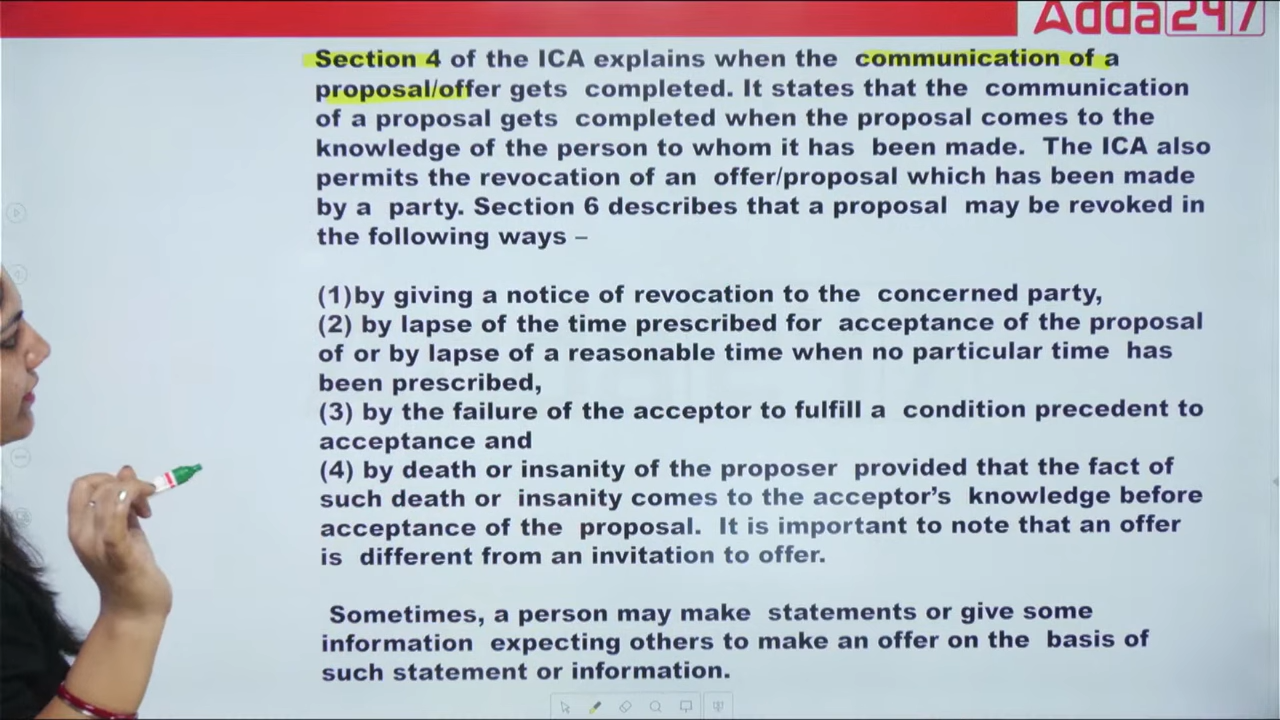 Adda247
Section 4 of the ICA explains when the communication of a
proposal/offer gets completed. It states that the communication
of a proposal gets completed when the proposal comes to the
knowledge of the person to whom it has been made. The ICA also
permits the revocation of an offer/proposal which has been made
by a party. Section 6 describes that a proposal may be revoked in
the following ways –
(1)by giving a notice of revocation to the concerned party,
(2) by lapse of the time prescribed for acceptance of the proposal
of or by lapse of a reasonable time when no particular time has
been prescribed,
(3) by the failure of the acceptor to fulfill a condition precedent to
acceptance and
(4) by death or insanity of the proposer provided that the fact of
such death or insanity comes to the acceptor’s knowledge before
acceptance of the proposal. It is important to note that an offer
is different from an invitation to offer.
Sometimes, a person may make statements or give some
information expecting others to make an offer on the basis of
such statement or information.